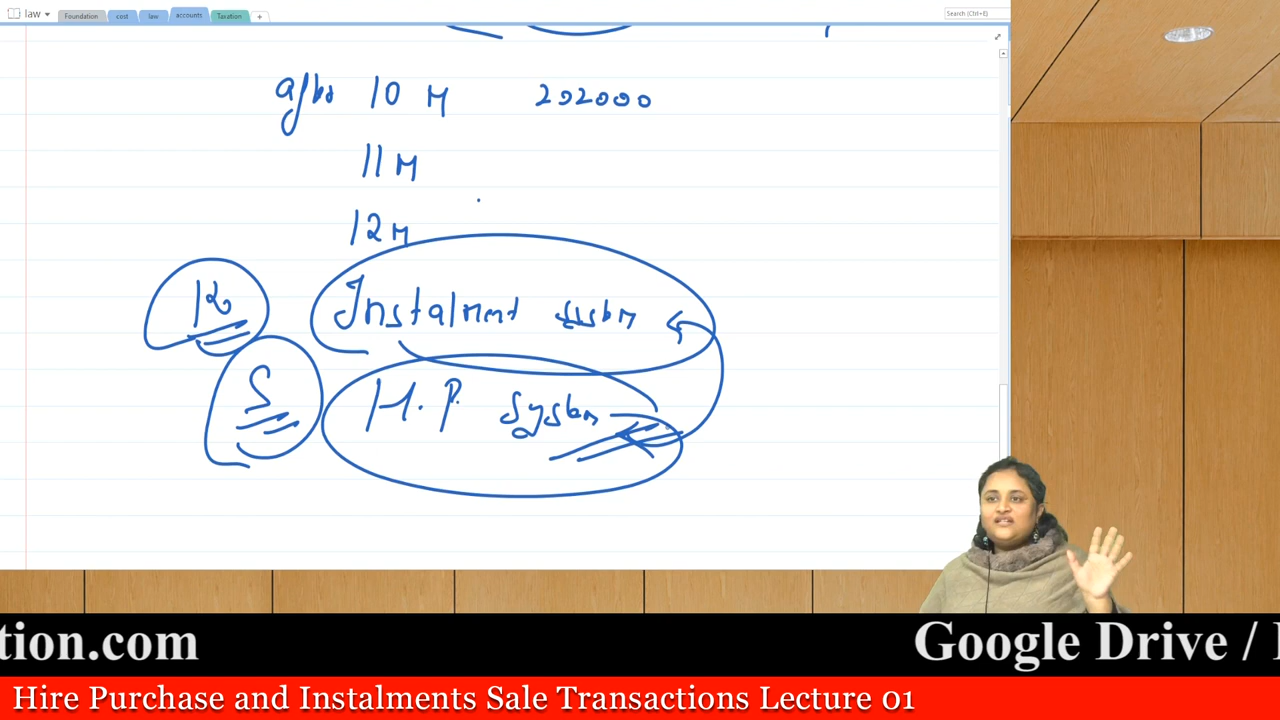 law Foundation cost law accounts Taxation +
Search (Ctrl+E)
10 M 202000
11 M
12 M
Instalment
S
H.P. system
tion.com Google Drive /
Hire Purchase and Instalments Sale Transactions Lecture 01